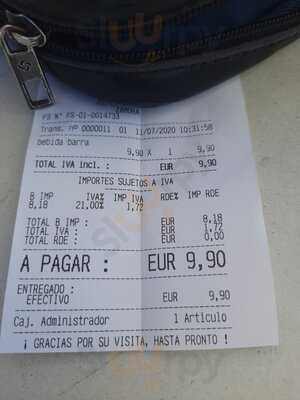 ZAMORA
FS Nº FS-01-0014733
Trans. nº 0000011 01 11/07/2020 10:31:58
bebida barra
9,90 X 1 9,90
TOTAL IVA incl.: EUR 9,90
IMPORTES SUJETOS A IVA
B IMP IVA% IMP IVA RDE% IMP RDE
8,18 21,00% 1,72
TOTAL B IMP : EUR 8,18
TOTAL IVA : EUR 1,72
TOTAL RDE : EUR 0,00
A PAGAR : EUR 9,90
ENTREGADO :
EFECTIVO EUR 9,90
Caj. Administrador 1 Artículo
¡ GRACIAS POR SU VISITA, HASTA PRONTO !